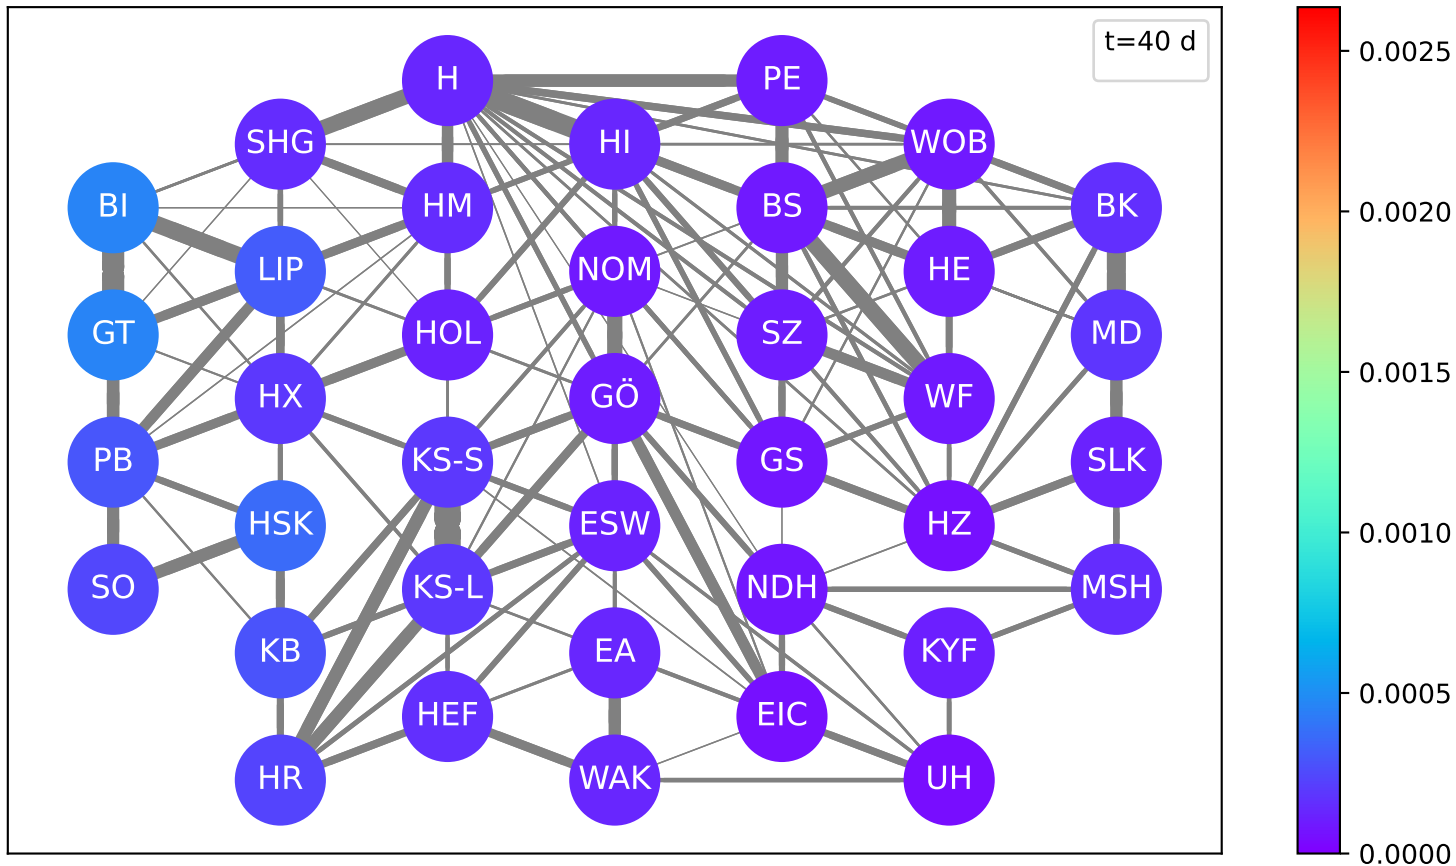 t=40 d
H
PE
SHG
HI
WOB
BI
HM
BS
BK
LIP
NOM
HE
GT
HOL
SZ
MD
HX
GÖ
WF
PB
KS-S
GS
SLK
HSK
ESW
HZ
SO
KS-L
NDH
MSH
KB
EA
KYF
HEF
EIC
HR
WAK
UH
0.0025
0.0020
0.0015
0.0010
0.0005
0.0000